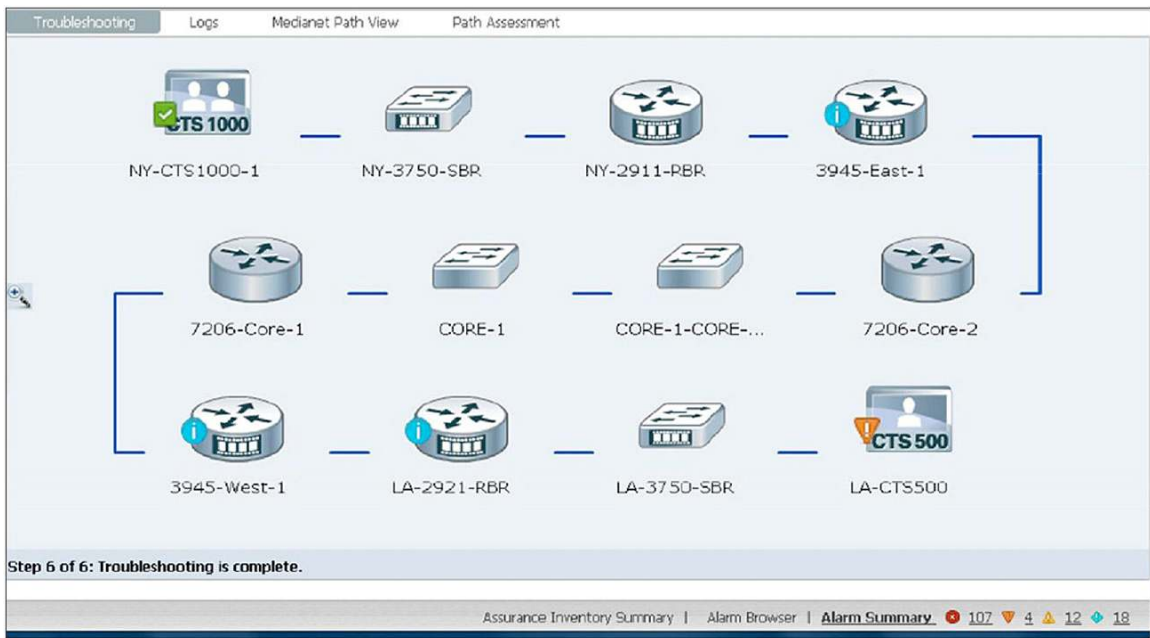 Troubleshooting Logs Medianet Path View Path Assessment
CTS 1000
NY-CTS1000-1 NY-3750-SBR NY-2911-RBR 3945-East-1
7206-Core-1 CORE-1 CORE-1-CORE-... 7206-Core-2
CTS 500
3945-West-1 LA-2921-RBR LA-3750-SBR LA-CTS500
Step 6 of 6: Troubleshooting is complete.
Assurance Inventory Summary | Alarm Browser | Alarm Summary 107 4 12 18